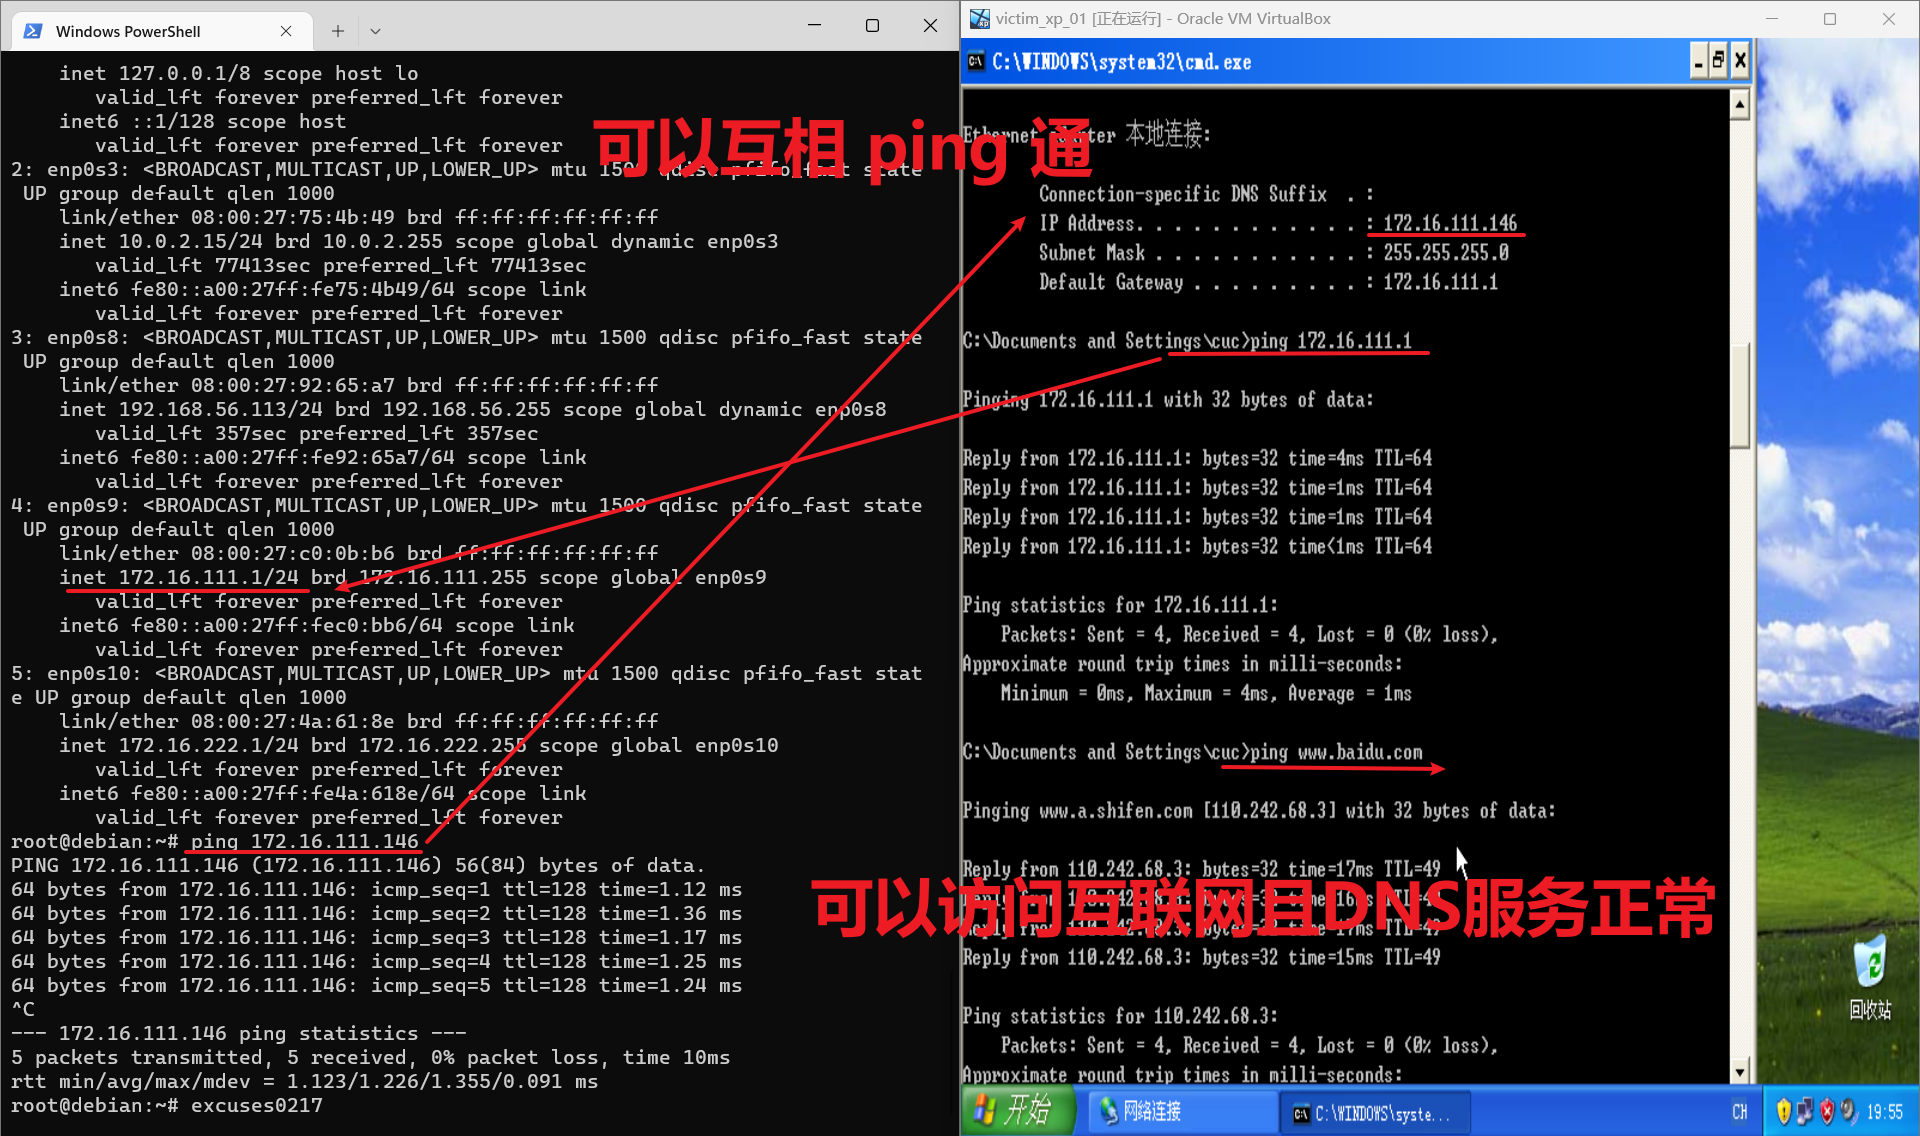 Windows PowerShell
inet 127.0.0.1/8 scope host lo
valid_lft forever preferred_lft forever
inet6 ::1/128 scope host
valid_lft forever preferred_lft forever
2: enp0s3: <BROADCAST,MULTICAST,UP,LOWER_UP> mtu 1500 qdisc pfifo_fast state
UP group default qlen 1000
link/ether 08:00:27:75:4b:49 brd ff:ff:ff:ff:ff:ff
inet 10.0.2.15/24 brd 10.0.2.255 scope global dynamic enp0s3
valid_lft 77413sec preferred_lft 77413sec
inet6 fe80::a00:27ff:fe75:4b49/64 scope link
valid_lft forever preferred_lft forever
3: enp0s8: <BROADCAST,MULTICAST,UP,LOWER_UP> mtu 1500 qdisc pfifo_fast state
UP group default qlen 1000
link/ether 08:00:27:92:65:a7 brd ff:ff:ff:ff:ff:ff
inet 192.168.56.113/24 brd 192.168.56.255 scope global dynamic enp0s8
valid_lft 357sec preferred_lft 357sec
inet6 fe80::a00:27ff:fe92:65a7/64 scope link
valid_lft forever preferred_lft forever
4: enp0s9: <BROADCAST,MULTICAST,UP,LOWER_UP> mtu 1500 qdisc pfifo_fast state
UP group default qlen 1000
link/ether 08:00:27:c0:0b:b6 brd ff:ff:ff:ff:ff:ff
inet 172.16.111.1/24 brd 172.16.111.255 scope global enp0s9
valid_lft forever preferred_lft forever
inet6 fe80::a00:27ff:fec0:bb6/64 scope link
valid_lft forever preferred_lft forever
5: enp0s10: <BROADCAST,MULTICAST,UP,LOWER_UP> mtu 1500 qdisc pfifo_fast stat
e UP group default qlen 1000
link/ether 08:00:27:4a:61:8e brd ff:ff:ff:ff:ff:ff
inet 172.16.222.1/24 brd 172.16.222.255 scope global enp0s10
valid_lft forever preferred_lft forever
inet6 fe80::a00:27ff:fe4a:618e/64 scope link
valid_lft forever preferred_lft forever
root@debian:~# ping 172.16.111.146
PING 172.16.111.146 (172.16.111.146) 56(84) bytes of data.
64 bytes from 172.16.111.146: icmp_seq=1 ttl=128 time=1.12 ms
64 bytes from 172.16.111.146: icmp_seq=2 ttl=128 time=1.36 ms
64 bytes from 172.16.111.146: icmp_seq=3 ttl=128 time=1.17 ms
64 bytes from 172.16.111.146: icmp_seq=4 ttl=128 time=1.25 ms
64 bytes from 172.16.111.146: icmp_seq=5 ttl=128 time=1.24 ms
^C
--- 172.16.111.146 ping statistics ---
5 packets transmitted, 5 received, 0% packet loss, time 10ms
rtt min/avg/max/mdev = 1.123/1.226/1.355/0.091 ms
root@debian:~# excuses0217
可以互相 ping 通
victim_xp_01 [正在运行] - Oracle VM VirtualBox
C:\WINDOWS\system32\cmd.exe
Ethernet adapter 本地连接:
Connection-specific DNS Suffix  . :
IP Address. . . . . . . . . . . . : 172.16.111.146
Subnet Mask . . . . . . . . . . . : 255.255.255.0
Default Gateway . . . . . . . . . : 172.16.111.1
C:\Documents and Settings\cuc>ping 172.16.111.1
Pinging 172.16.111.1 with 32 bytes of data:
Reply from 172.16.111.1: bytes=32 time=4ms TTL=64
Reply from 172.16.111.1: bytes=32 time=1ms TTL=64
Reply from 172.16.111.1: bytes=32 time=1ms TTL=64
Reply from 172.16.111.1: bytes=32 time<1ms TTL=64
Ping statistics for 172.16.111.1:
Packets: Sent = 4, Received = 4, Lost = 0 (0% loss),
Approximate round trip times in milli-seconds:
Minimum = 0ms, Maximum = 4ms, Average = 1ms
C:\Documents and Settings\cuc>ping www.baidu.com
Pinging www.a.shifen.com [110.242.68.3] with 32 bytes of data:
Reply from 110.242.68.3: bytes=32 time=17ms TTL=49
可以访问互联网且DNS服务正常
Reply from 110.242.68.3: bytes=32 time=15ms TTL=49
Ping statistics for 110.242.68.3:
Packets: Sent = 4, Received = 4, Lost = 0 (0% loss),
Approximate round trip times in milli-seconds:
回收站
开始
网络连接
C:\WINDOWS\syste...
CH
19:55